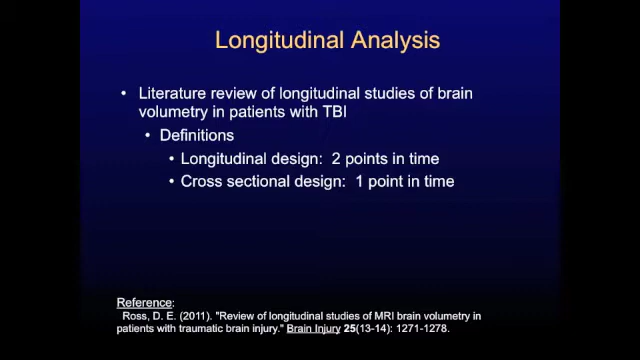 Longitudinal Analysis
• Literature review of longitudinal studies of brain
volumetry in patients with TBI
• Definitions
• Longitudinal design: 2 points in time
• Cross sectional design: 1 point in time
Reference:
Ross, D. E. (2011). "Review of longitudinal studies of MRI brain volumetry in
patients with traumatic brain injury." Brain Injury 25(13-14): 1271-1278.